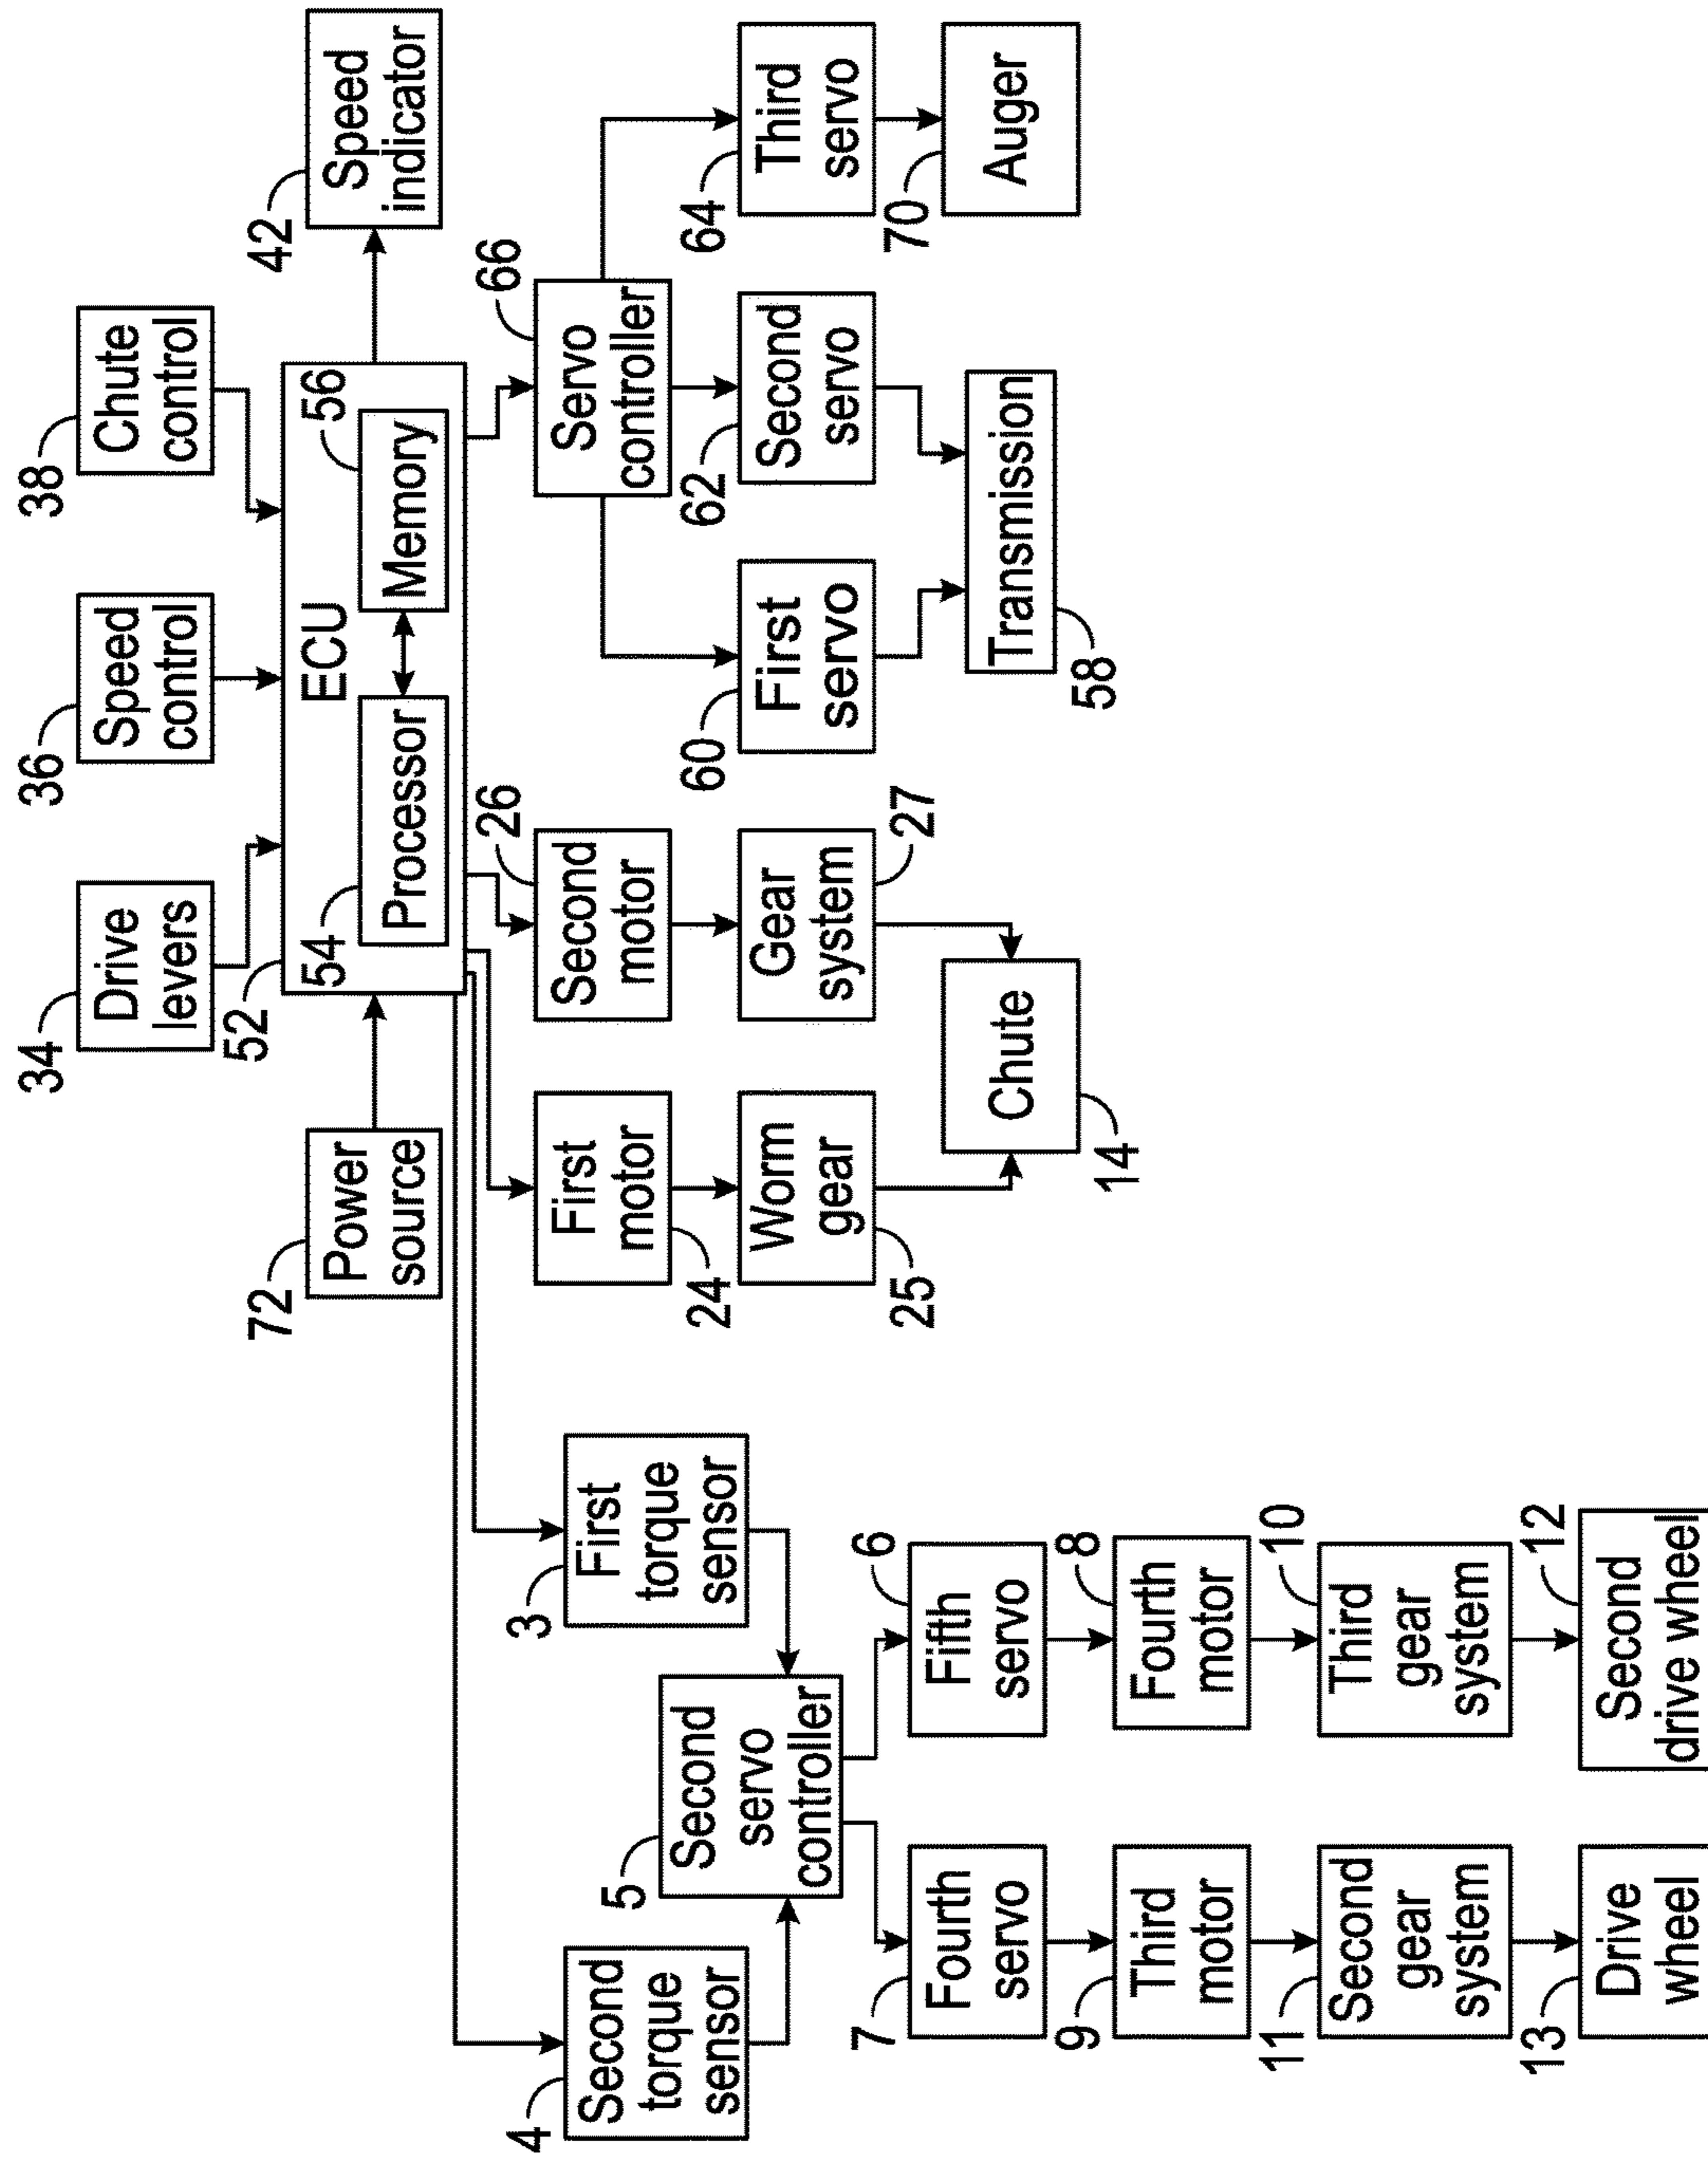 34
Drive
levers
36
Speed
control
38
Chute
control
72
Power
source
52
ECU
54
Processor
56
Memory
42
Speed
indicator
4
Second
torque
sensor
3
First
torque
sensor
5
Second
servo
controller
First
motor
24
Second
motor
26
Servo
controller
66
Worm
gear
25
Gear
system
27
60
First
servo
62
Second
servo
64
Third
servo
Chute
14
Transmission
58
70
Auger
7
Fourth
servo
6
Fifth
servo
9
Third
motor
8
Fourth
motor
11
Second
gear
system
10
Third
gear
system
13
Drive
wheel
12
Second
drive wheel